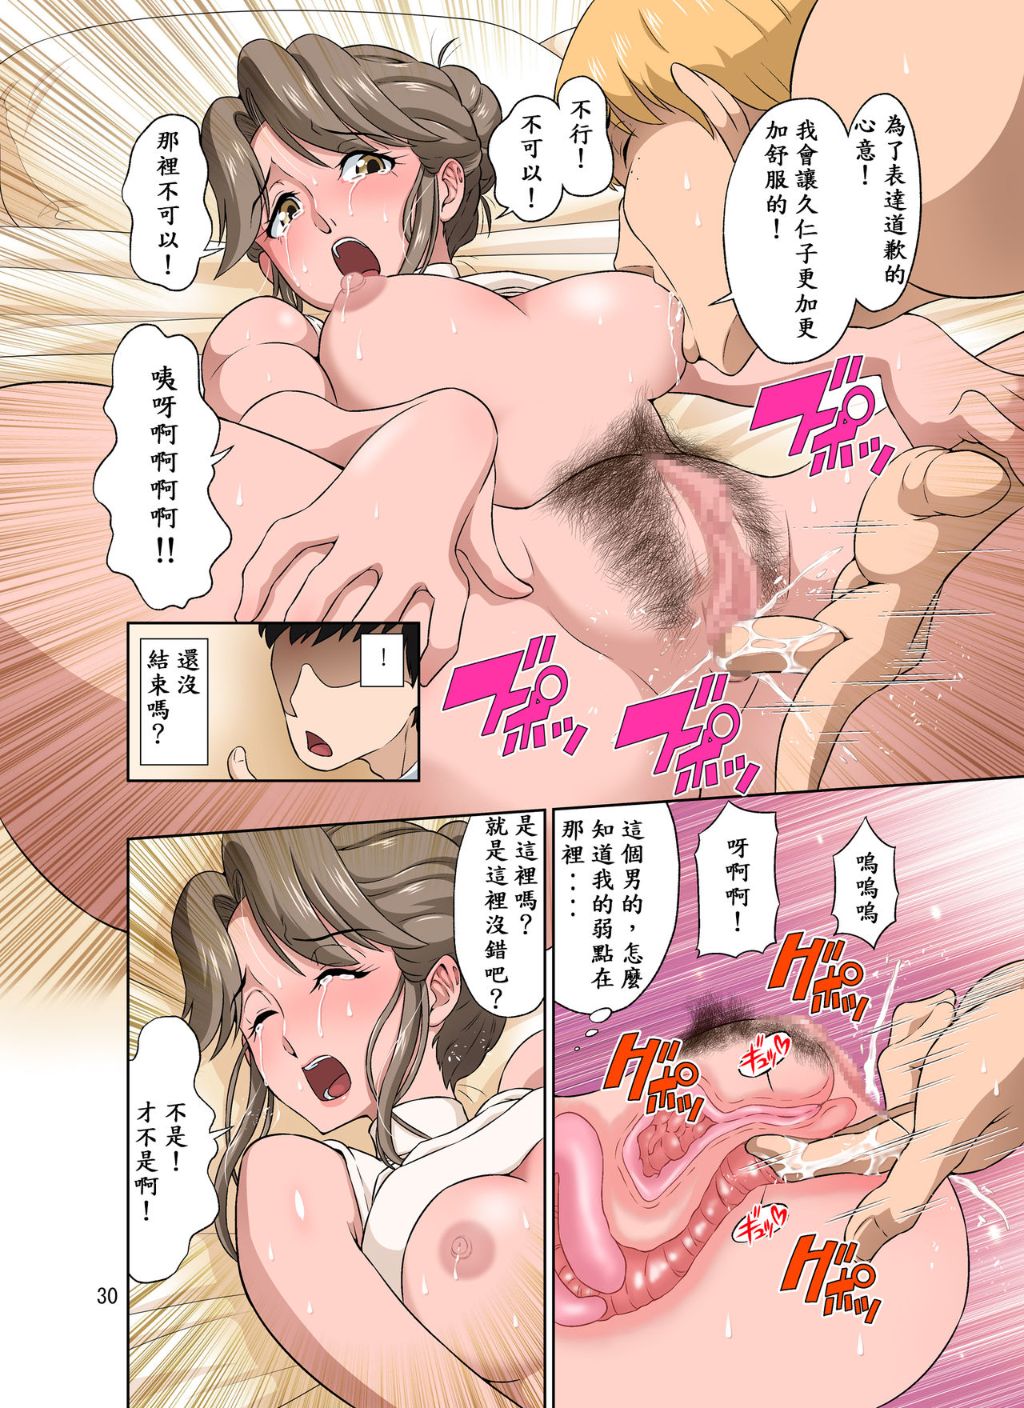 為了表達道歉的
心意！
我會讓久仁子更加更
加舒服的！
不行！
不可以！
那裡不可以！
咦呀啊啊啊啊啊!!
ズポッ
ズポッ
ズポッ
！
還沒
結束嗎？
嗚嗚嗚
呀啊啊！
這個男的，怎麼
知道我的弱點在
那裡····
グポッ
グポッ
グポッ
ギュッ♡
ギュッ♡
是這裡嗎？
就是這裡沒錯吧？
不是！
才不是啊！
30